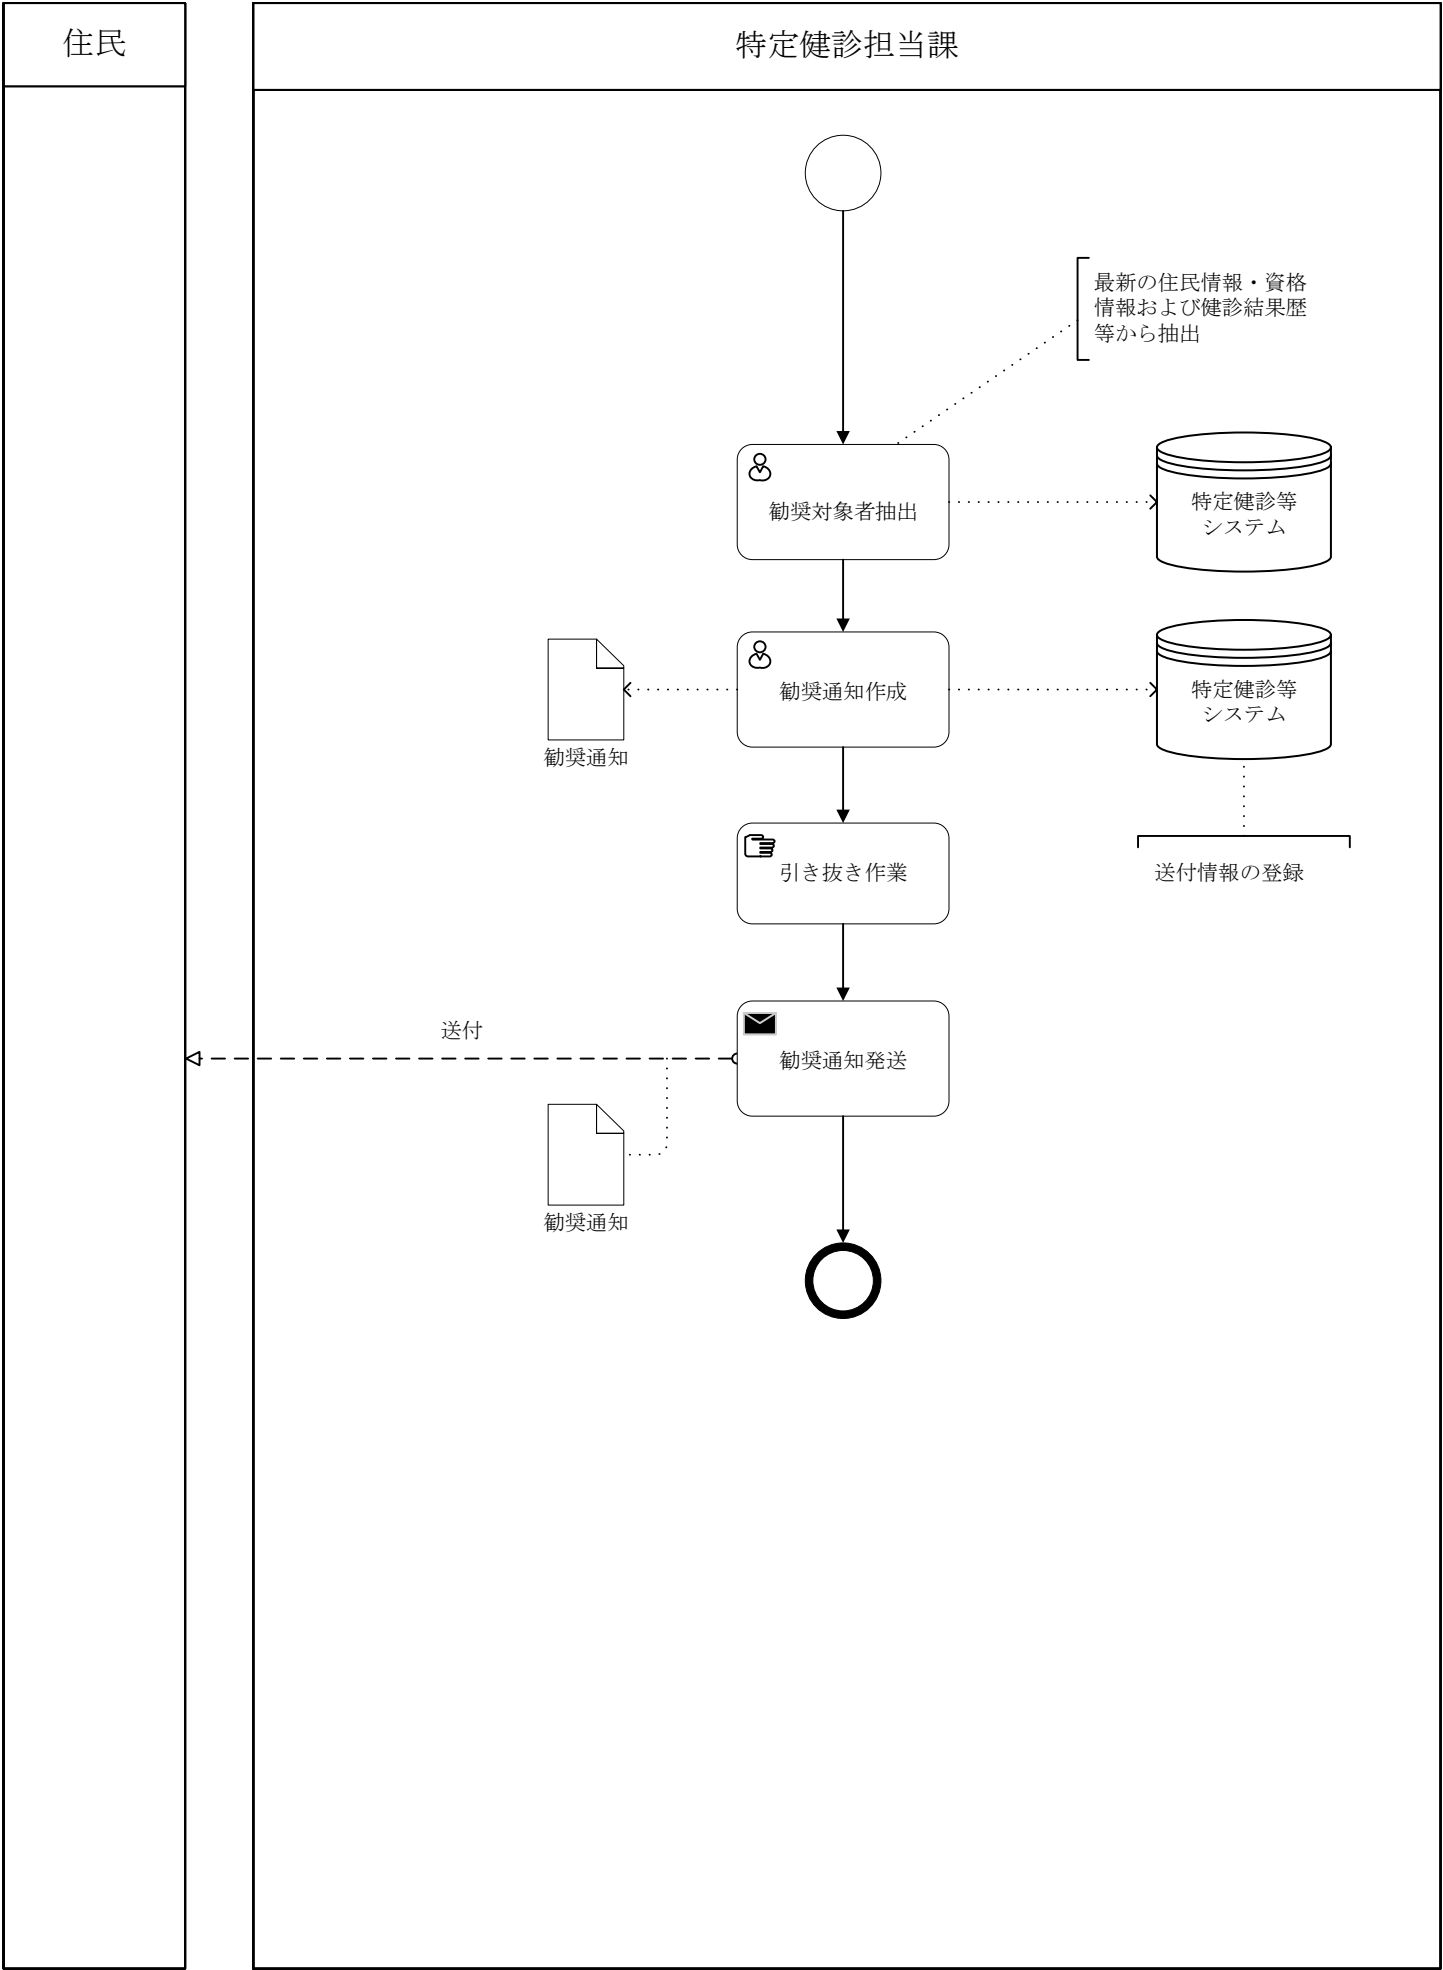 住民
特定健診担当課
最新の住民情報・資格
情報および健診結果歴
等から抽出
勧奨対象者抽出
特定健診等
システム
勧奨通知作成
特定健診等
システム
勧奨通知
引き抜き作業
送付情報の登録
送付
勧奨通知発送
勧奨通知